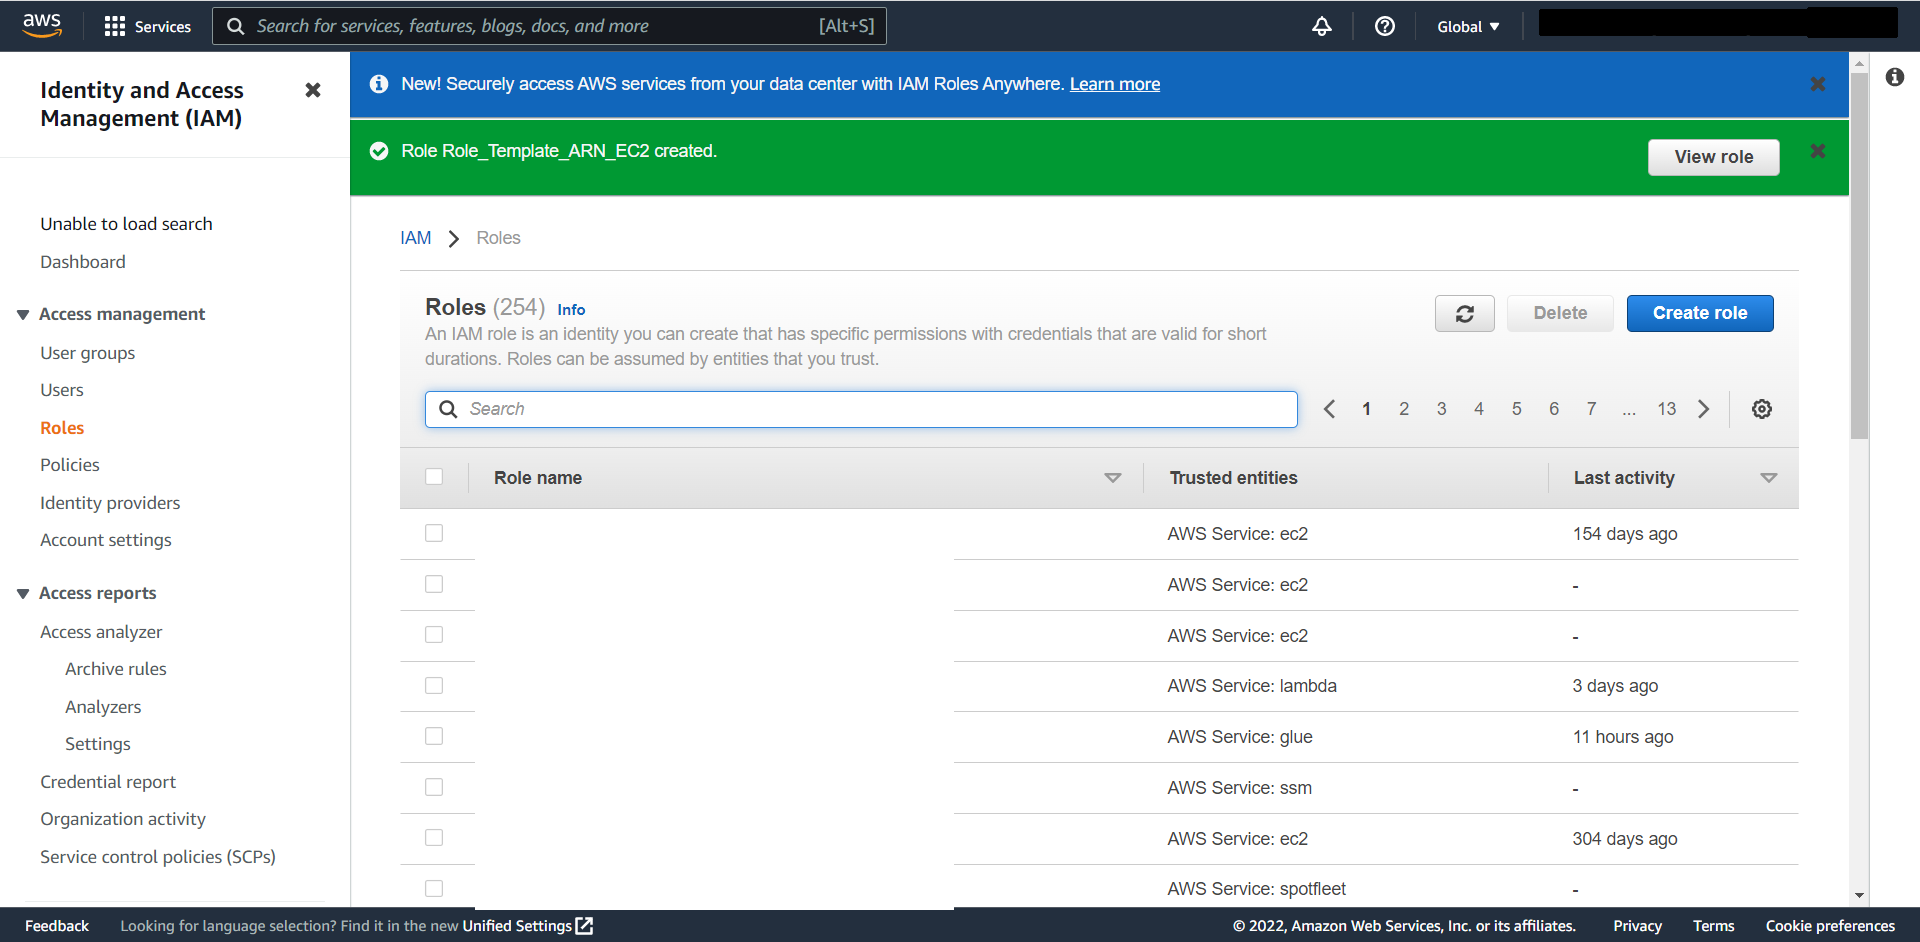 aws
Services
Search for services, features, blogs, docs, and more [Alt+S]
Global
Identity and Access
Management (IAM)
New! Securely access AWS services from your data center with IAM Roles Anywhere. Learn more
Role Role_Template_ARN_EC2 created.
View role
Unable to load search
Dashboard
Access management
User groups
Users
Roles
Policies
Identity providers
Account settings
Access reports
Access analyzer
Archive rules
Analyzers
Settings
Credential report
Organization activity
Service control policies (SCPs)
IAM > Roles
Roles (254) Info
An IAM role is an identity you can create that has specific permissions with credentials that are valid for short
durations. Roles can be assumed by entities that you trust.
Delete
Create role
Search
1 2 3 4 5 6 7 ... 13
Role name Trusted entities Last activity
AWS Service: ec2 154 days ago
AWS Service: ec2 -
AWS Service: ec2 -
AWS Service: lambda 3 days ago
AWS Service: glue 11 hours ago
AWS Service: ssm -
AWS Service: ec2 304 days ago
AWS Service: spotfleet -
Feedback
Looking for language selection? Find it in the new Unified Settings
© 2022, Amazon Web Services, Inc. or its affiliates.
Privacy
Terms
Cookie preferences